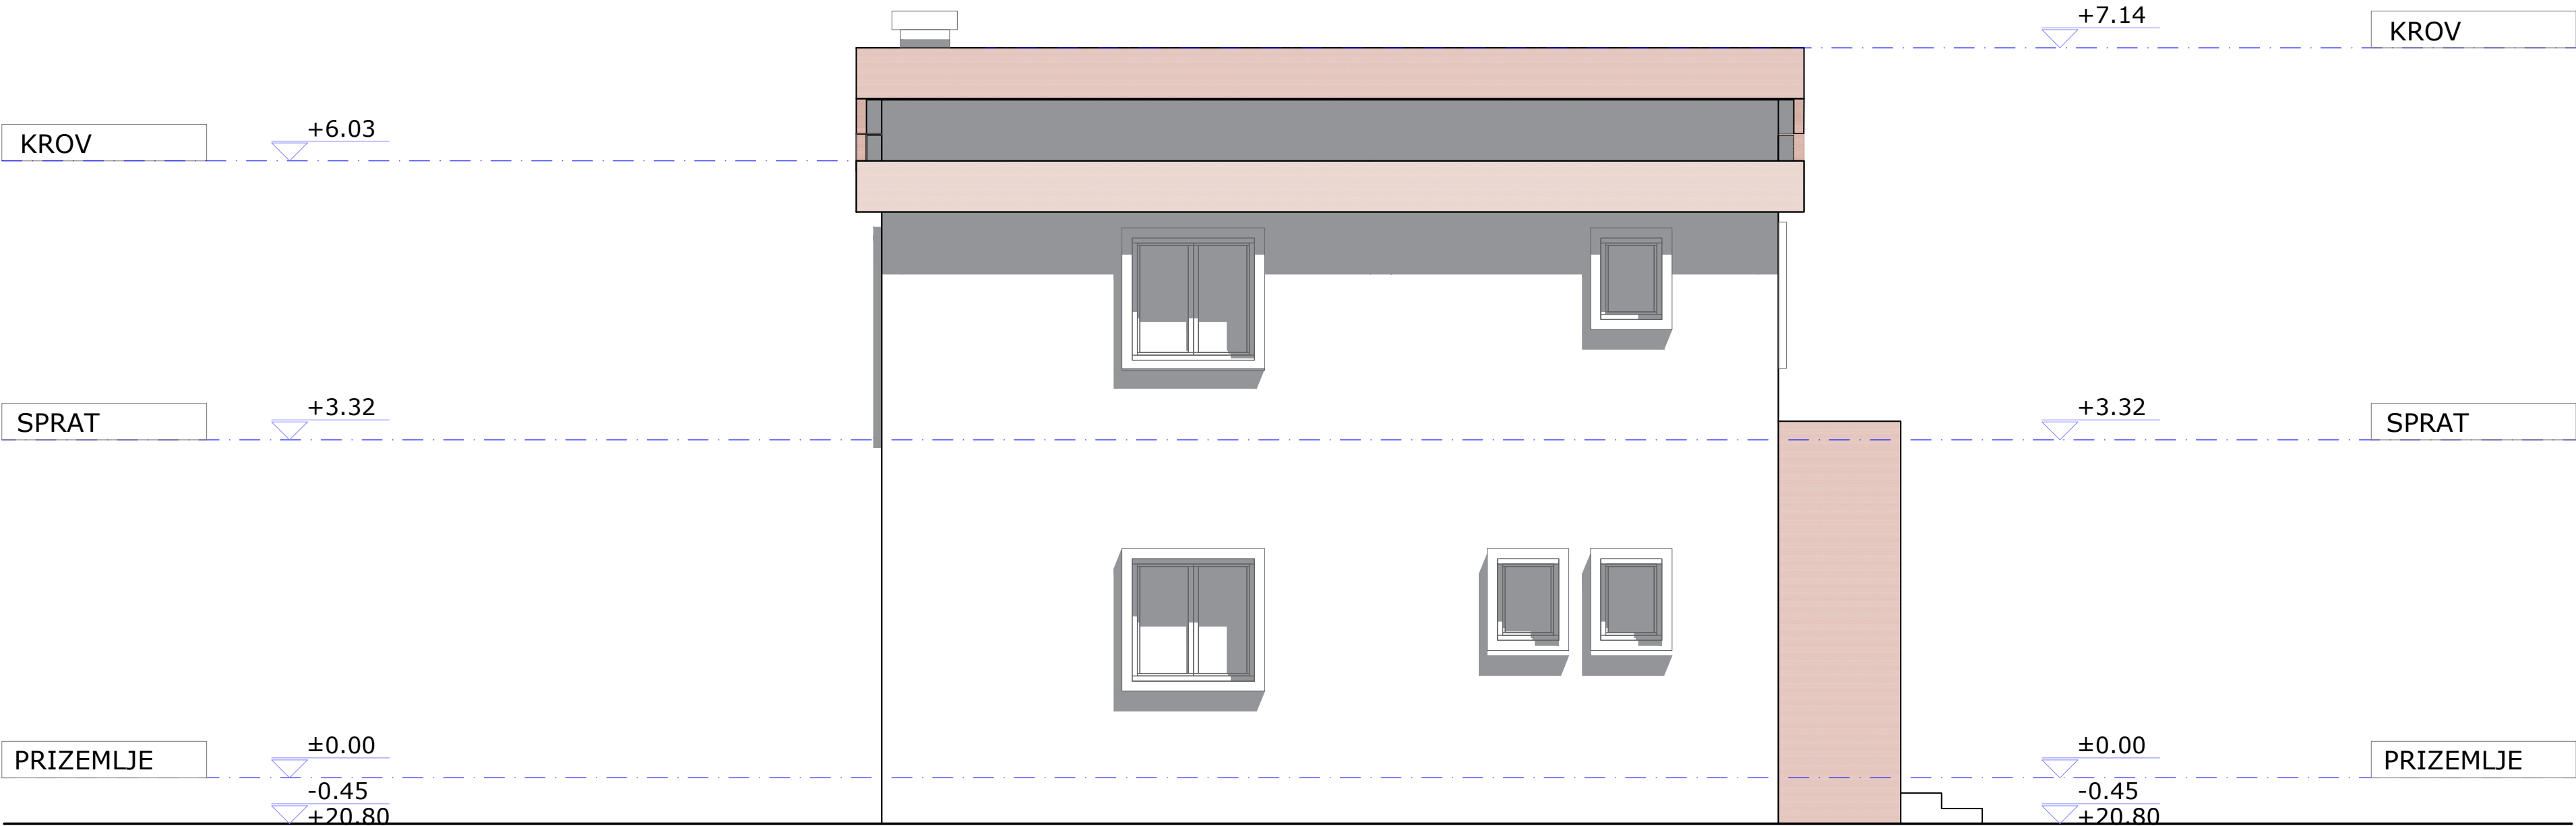 +7.14
KROV
KROV
+6.03
SPRAT
+3.32
+3.32
SPRAT
PRIZEMLJE
±0.00
±0.00
PRIZEMLJE
-0.45
-0.45
+20.80
+20.80